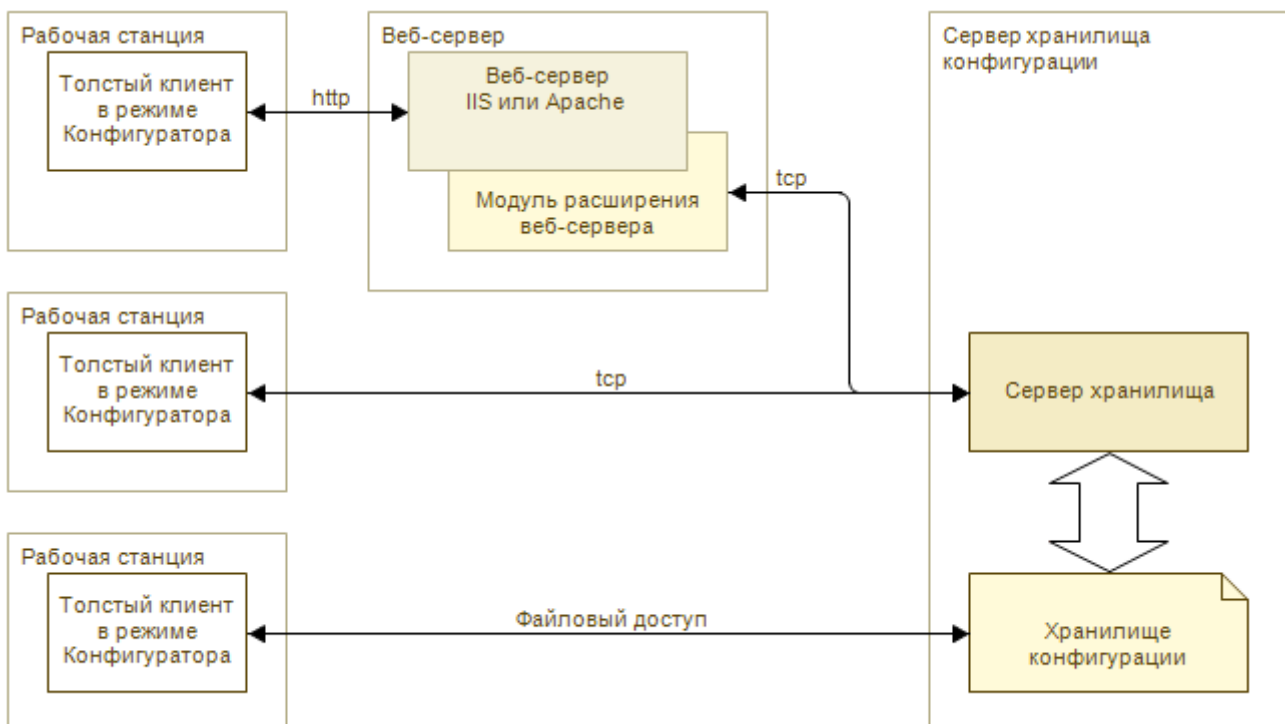 Рабочая станция
Толстый клиент
в режиме
Конфигуратора
http
Веб-сервер
Веб-сервер
IIS или Apache
Модуль расширения
веб-сервера
tcp
Сервер хранилища
конфигурации
Рабочая станция
Толстый клиент
в режиме
Конфигуратора
tcp
Сервер хранилища
Рабочая станция
Толстый клиент
в режиме
Конфигуратора
Файловый доступ
Хранилище
конфигурации